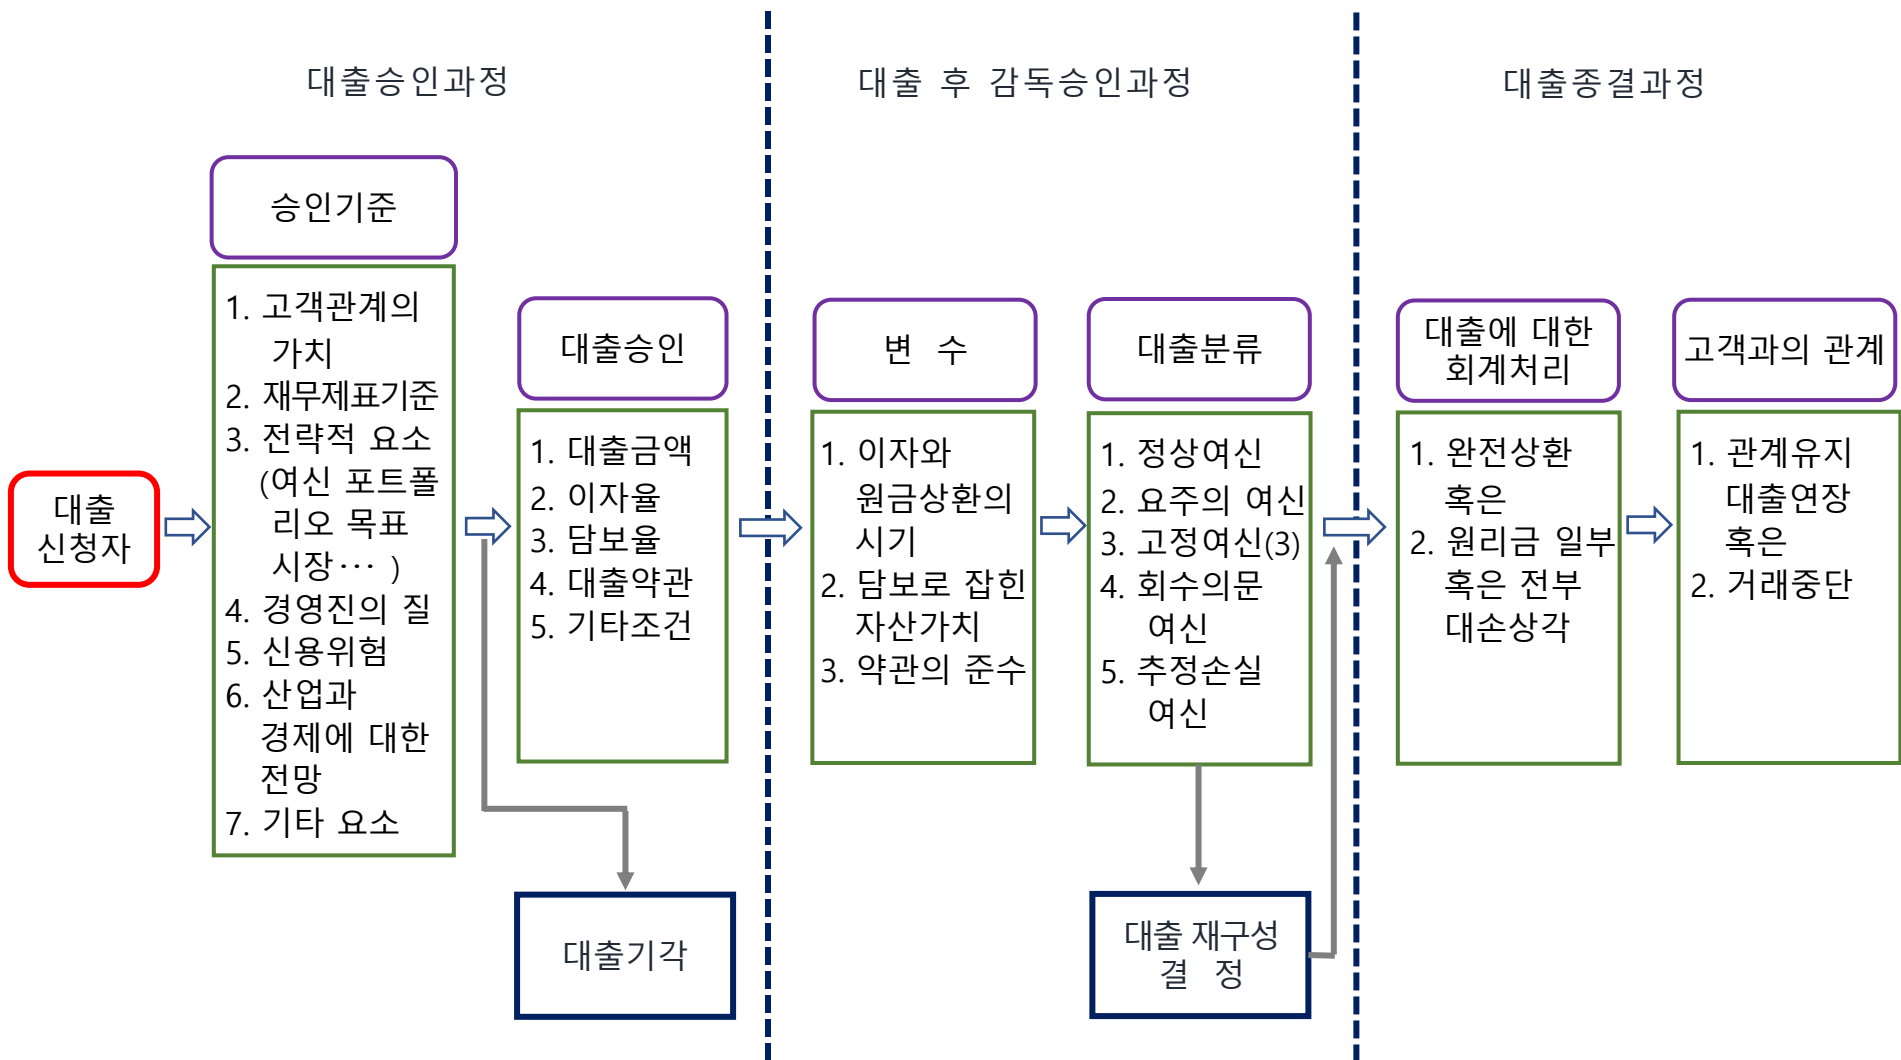 대출승인과정
대출 후 감독승인과정
대출종결과정
대출
신청자
승인기준
1. 고객관계의
가치
2. 재무제표기준
3. 전략적 요소
(여신 포트폴
리오 목표
시장… )
4. 경영진의 질
5. 신용위험
6. 산업과
경제에 대한
전망
7. 기타 요소
대출승인
1. 대출금액
2. 이자율
3. 담보율
4. 대출약관
5. 기타조건
대출기각
변 수
1. 이자와
원금상환의
시기
2. 담보로 잡힌
자산가치
3. 약관의 준수
대출분류
1. 정상여신
2. 요주의 여신
3. 고정여신(3)
4. 회수의문
여신
5. 추정손실
여신
대출 재구성
결 정
대출에 대한
회계처리
1. 완전상환
혹은
2. 원리금 일부
혹은 전부
대손상각
고객과의 관계
1. 관계유지
대출연장
혹은
2. 거래중단